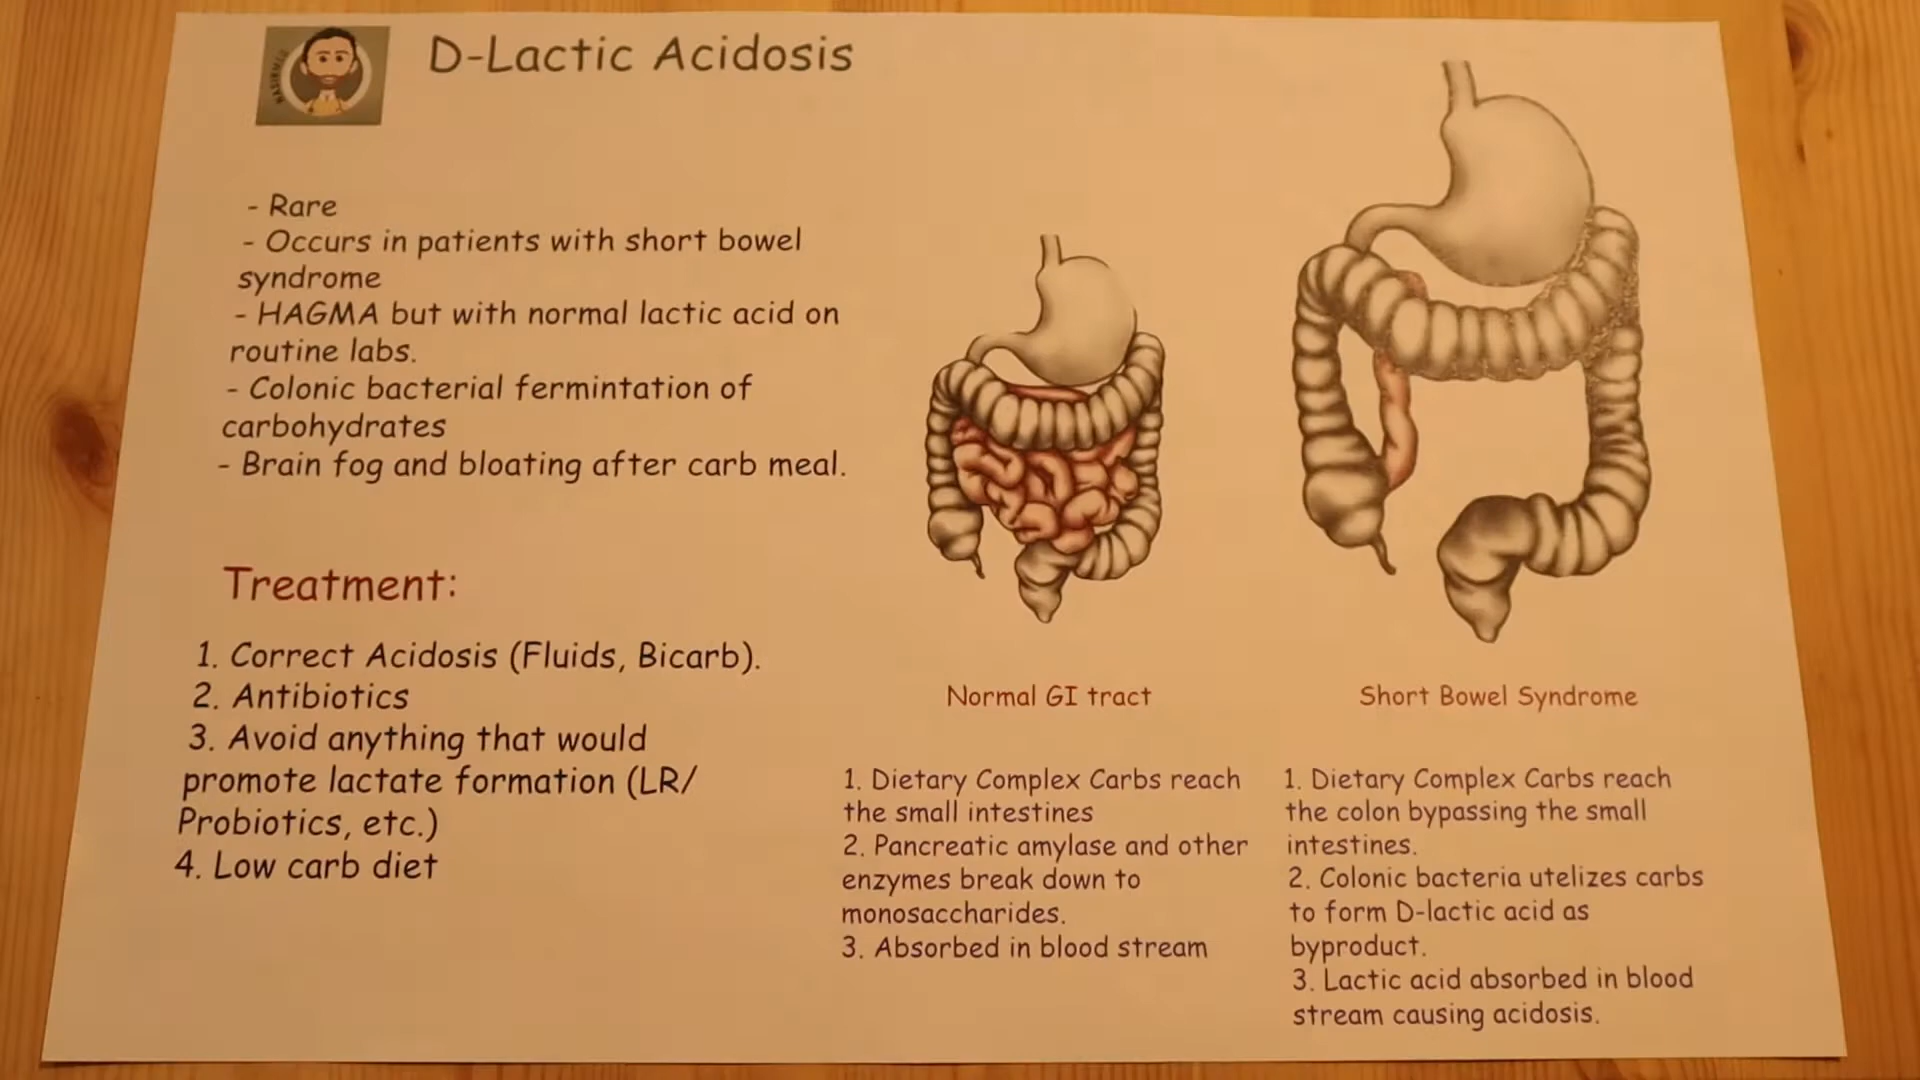 D-Lactic Acidosis
- Rare
- Occurs in patients with short bowel
syndrome
- HAGMA but with normal lactic acid on
routine labs.
- Colonic bacterial fermintation of
carbohydrates
- Brain fog and bloating after carb meal.
Treatment:
1. Correct Acidosis (Fluids, Bicarb).
2. Antibiotics
3. Avoid anything that would
promote lactate formation (LR/
Probiotics, etc.)
4. Low carb diet
Normal GI tract
1. Dietary Complex Carbs reach
the small intestines
2. Pancreatic amylase and other
enzymes break down to
monosaccharides.
3. Absorbed in blood stream
Short Bowel Syndrome
1. Dietary Complex Carbs reach
the colon bypassing the small
intestines.
2. Colonic bacteria utelizes carbs
to form D-lactic acid as
byproduct.
3. Lactic acid absorbed in blood
stream causing acidosis.